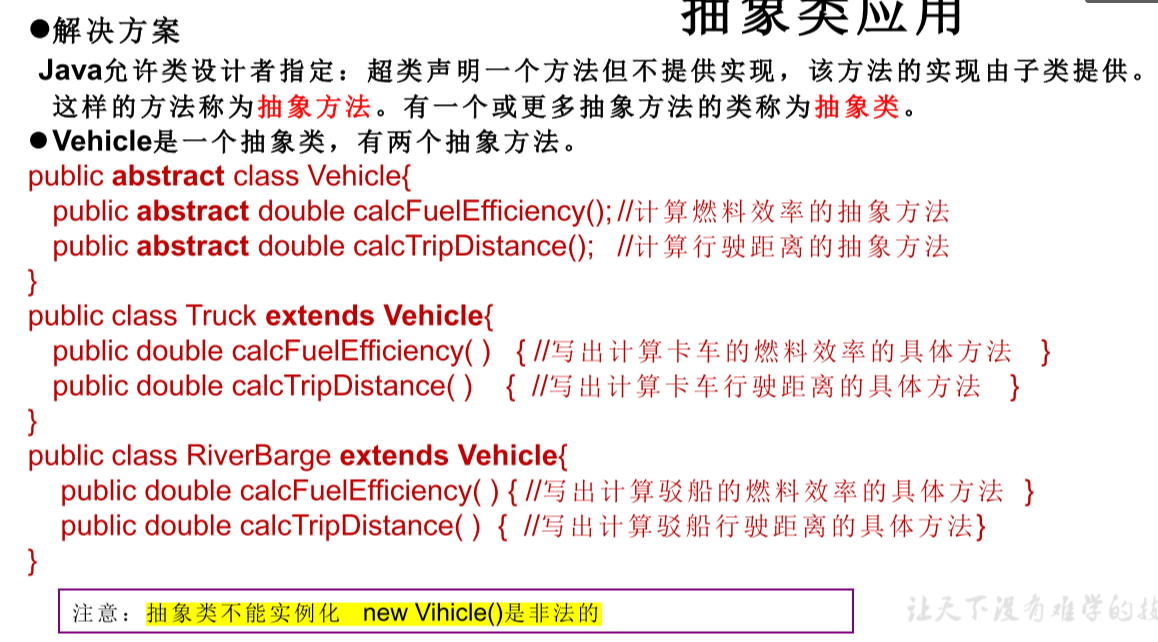 抽象类应用
●解决方案
Java允许类设计者指定：超类声明一个方法但不提供实现，该方法的实现由子类提供。
这样的方法称为抽象方法。有一个或更多抽象方法的类称为抽象类。
●Vehicle是一个抽象类，有两个抽象方法。
public abstract class Vehicle{
public abstract double calcFuelEfficiency(); //计算燃料效率的抽象方法
public abstract double calcTripDistance(); //计算行驶距离的抽象方法
}
public class Truck extends Vehicle{
public double calcFuelEfficiency( ) { //写出计算卡车的燃料效率的具体方法 }
public double calcTripDistance( ) { //写出计算卡车行驶距离的具体方法 }
}
public class RiverBarge extends Vehicle{
public double calcFuelEfficiency( ) { //写出计算驳船的燃料效率的具体方法 }
public double calcTripDistance( ) { //写出计算驳船行驶距离的具体方法}
}
注意：抽象类不能实例化 new Vihicle()是非法的
让天下没有难学的技